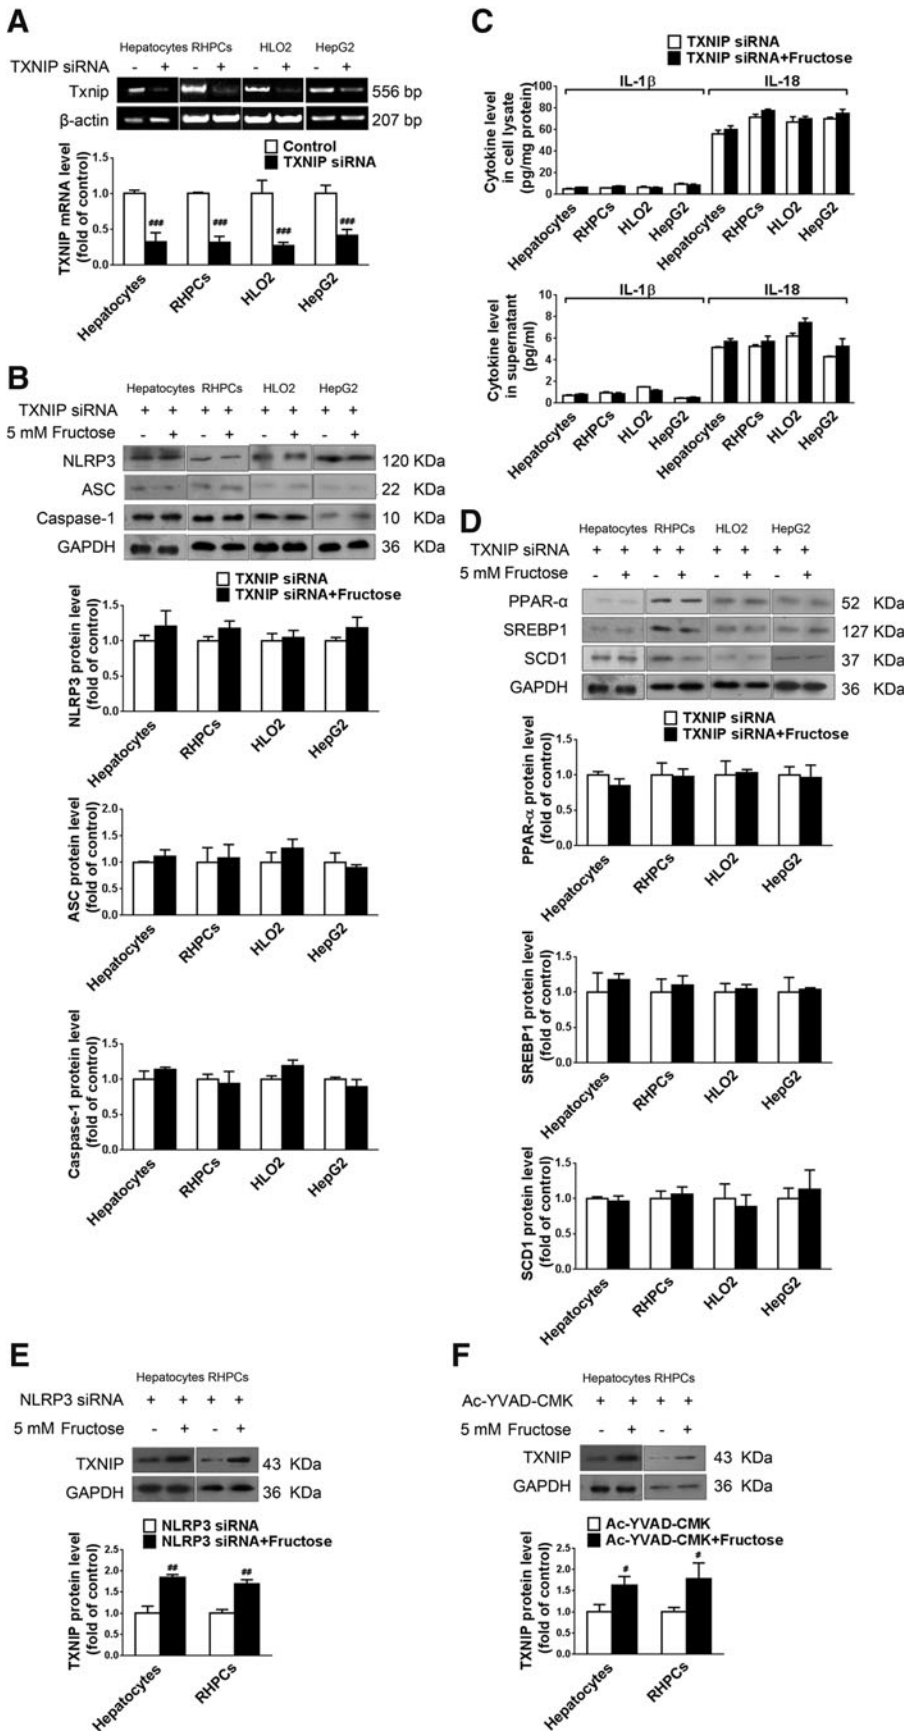 A
Hepatocytes RHPCs HLO2 HepG2
TXNIP siRNA - + - + - + - +
Txnip 556 bp
β-actin 207 bp
Control
TXNIP siRNA
TXNIP mRNA level
(fold of control)
1.5
1.0
0.5
0.0
### ### ### ###
Hepatocytes RHPCs HLO2 HepG2
B
Hepatocytes RHPCs HLO2 HepG2
TXNIP siRNA + + + + + + + +
5 mM Fructose - + - + - + - +
NLRP3 120 KDa
ASC 22 KDa
Caspase-1 10 KDa
GAPDH 36 KDa
TXNIP siRNA
TXNIP siRNA+Fructose
NLRP3 protein level
(fold of control)
1.5
1.0
0.5
0.0
Hepatocytes RHPCs HLO2 HepG2
ASC protein level
(fold of control)
2.0
1.5
1.0
0.5
0.0
Hepatocytes RHPCs HLO2 HepG2
Caspase-1 protein level
(fold of control)
1.5
1.0
0.5
0.0
Hepatocytes RHPCs HLO2 HepG2
C
TXNIP siRNA
TXNIP siRNA+Fructose
IL-1β IL-18
Cytokine level
in cell lysate
(pg/mg protein)
100
80
60
40
20
0
Hepatocytes RHPCs HLO2 HepG2 Hepatocytes RHPCs HLO2 HepG2
IL-1β IL-18
Cytokine level
in supernatant
(pg/ml)
10
8
6
4
2
0
Hepatocytes RHPCs HLO2 HepG2 Hepatocytes RHPCs HLO2 HepG2
D
Hepatocytes RHPCs HLO2 HepG2
TXNIP siRNA + + + + + + + +
5 mM Fructose - + - + - + - +
PPAR-α 52 KDa
SREBP1 127 KDa
SCD1 37 KDa
GAPDH 36 KDa
TXNIP siRNA
TXNIP siRNA+Fructose
PPAR-α protein level
(fold of control)
1.5
1.0
0.5
0.0
Hepatocytes RHPCs HLO2 HepG2
SREBP1 protein level
(fold of control)
1.5
1.0
0.5
0.0
Hepatocytes RHPCs HLO2 HepG2
SCD1 protein level
(fold of control)
1.5
1.0
0.5
0.0
Hepatocytes RHPCs HLO2 HepG2
E
Hepatocytes RHPCs
NLRP3 siRNA + + + +
5 mM Fructose - + - +
TXNIP 43 KDa
GAPDH 36 KDa
NLRP3 siRNA
NLRP3 siRNA+Fructose
TXNIP protein level
(fold of control)
2.5
2.0
1.5
1.0
0.5
0.0
## ##
Hepatocytes RHPCs
F
Hepatocytes RHPCs
Ac-YVAD-CMK + + + +
5 mM Fructose - + - +
TXNIP 43 KDa
GAPDH 36 KDa
Ac-YVAD-CMK
Ac-YVAD-CMK+Fructose
TXNIP protein level
(fold of control)
2.5
2.0
1.5
1.0
0.5
0.0
# #
Hepatocytes RHPCs